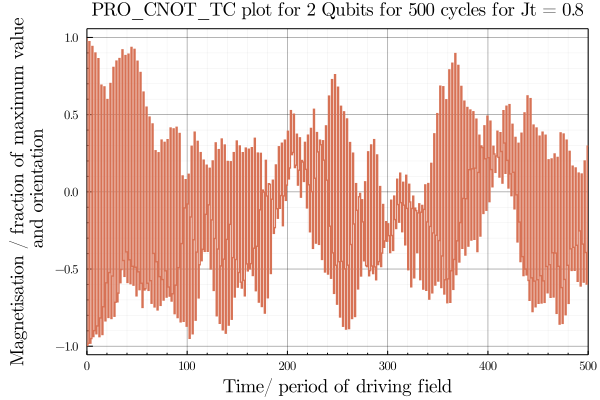 PRO_CNOT_TC plot for 2 Qubits for 500 cycles for Jt = 0.8
Magnetisation / fraction of maximum value
and orientation
1.0
0.5
0.0
−0.5
−1.0
0 100 200 300 400 500
Time/ period of driving field